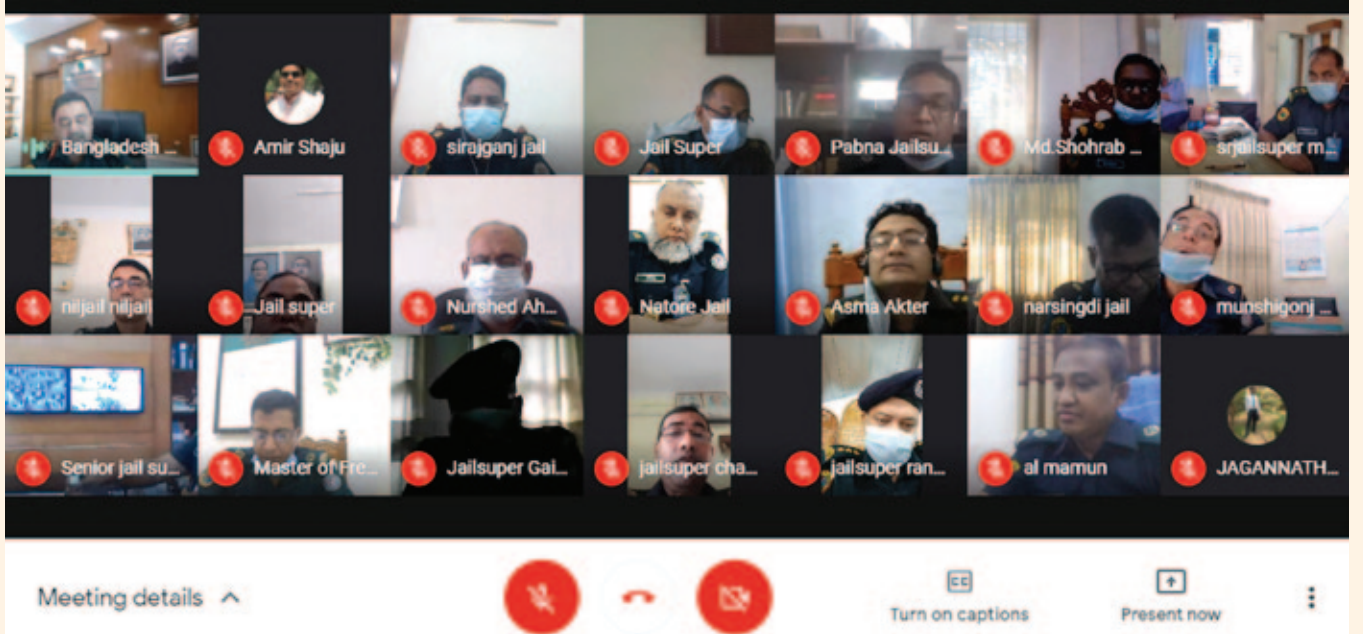 Bangladesh ...
Amir Shaju
sirajganj jail
Jail Super
Pabna Jailsu...
Md.Shohrab ...
srjailsuper m...
niljail niljail
Jail super
Nurshed Ah...
Natore Jail
Asma Akter
narsingdi jail
munshigonj ...
Senior jail su...
Master of Fre...
Jailsuper Gai...
jailsuper cha...
jailsuper ran...
al mamun
JAGANNATH...
Meeting details
CC
Turn on captions
Present now